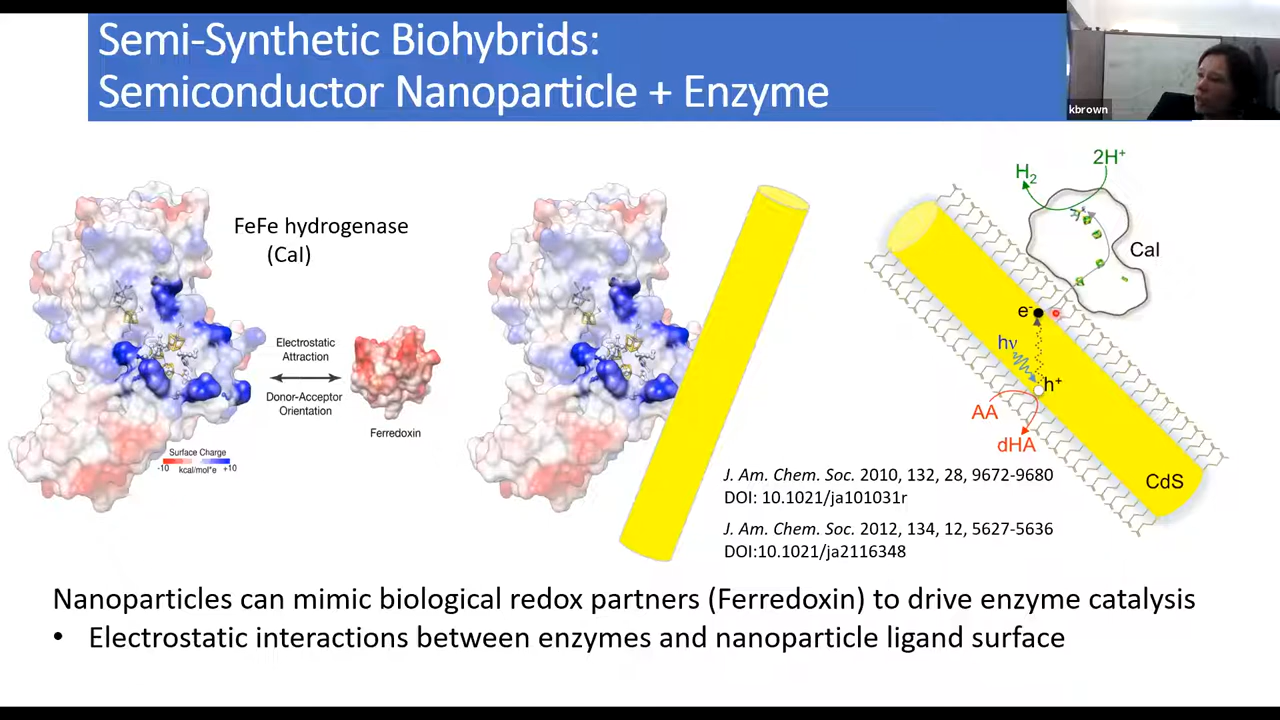 Semi-Synthetic Biohybrids:
Semiconductor Nanoparticle + Enzyme
kbrown
FeFe hydrogenase
(CaI)
Electrostatic
Attraction
Donor-Acceptor
Orientation
Ferredoxin
Surface Charge
-10 kcal/mol*e +10
H₂
2H⁺
CaI
e⁻
hν
h⁺
AA
dHA
CdS
J. Am. Chem. Soc. 2010, 132, 28, 9672-9680
DOI: 10.1021/ja101031r
J. Am. Chem. Soc. 2012, 134, 12, 5627-5636
DOI:10.1021/ja2116348
Nanoparticles can mimic biological redox partners (Ferredoxin) to drive enzyme catalysis
• Electrostatic interactions between enzymes and nanoparticle ligand surface